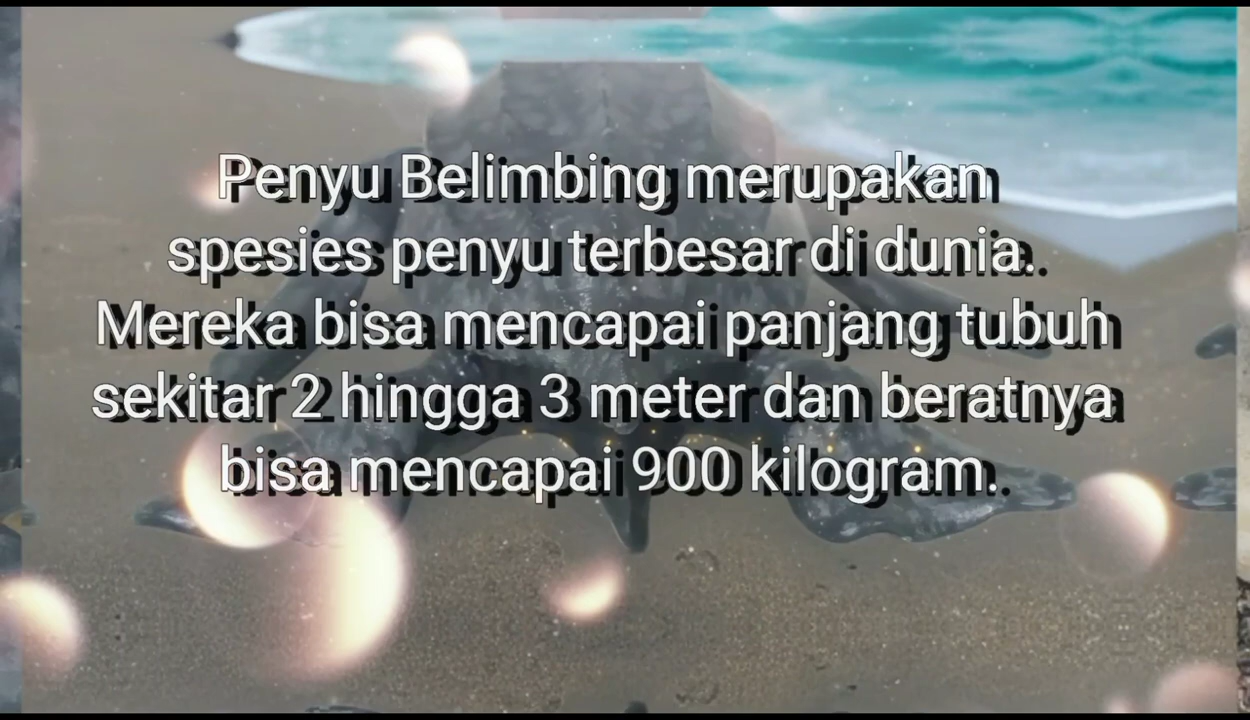 Penyu Belimbing merupakan
spesies penyu terbesar di dunia.
Mereka bisa mencapai panjang tubuh
sekitar 2 hingga 3 meter dan beratnya
bisa mencapai 900 kilogram.